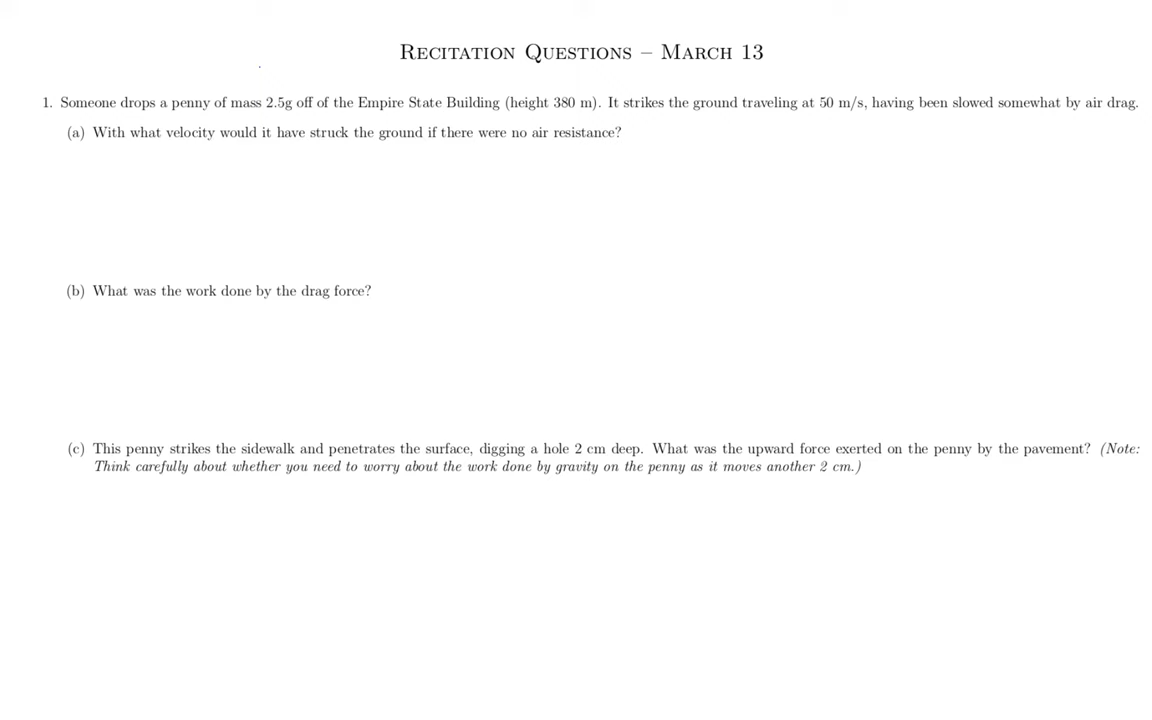 Recitation Questions – March 13
1. Someone drops a penny of mass 2.5g off of the Empire State Building (height 380 m). It strikes the ground traveling at 50 m/s, having been slowed somewhat by air drag.
(a) With what velocity would it have struck the ground if there were no air resistance?
(b) What was the work done by the drag force?
(c) This penny strikes the sidewalk and penetrates the surface, digging a hole 2 cm deep. What was the upward force exerted on the penny by the pavement? (Note:
Think carefully about whether you need to worry about the work done by gravity on the penny as it moves another 2 cm.)